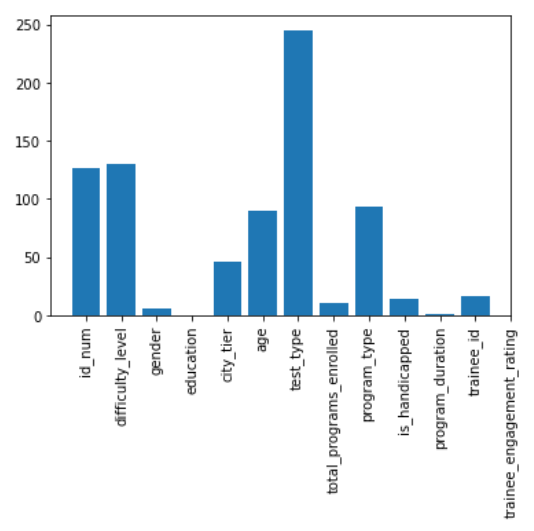 250
200
150
100
50
0
id_num
difficulty_level
gender
education
city_tier
age
test_type
total_programs_enrolled
program_type
is_handicapped
program_duration
trainee_id
trainee_engagement_rating